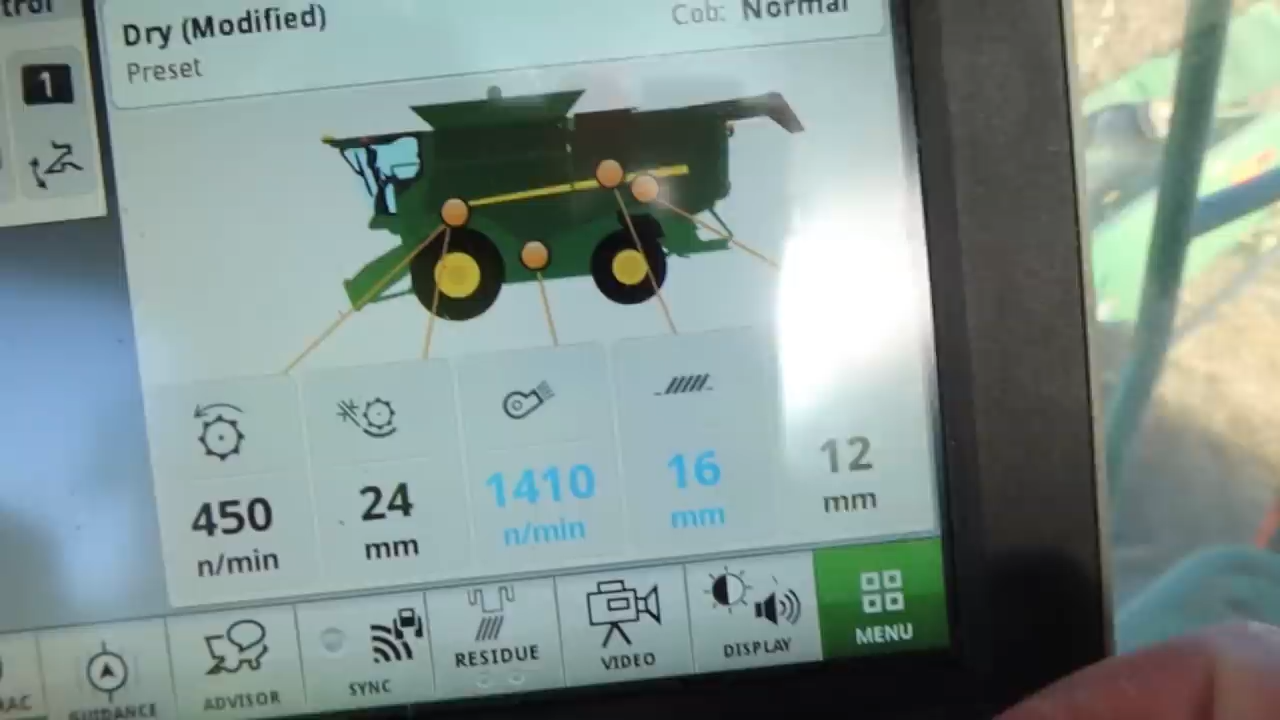 trol
Dry (Modified)
Cob: Normal
Preset
1
450
n/min
24
mm
1410
n/min
16
mm
12
mm
GUIDANCE
ADVISOR
SYNC
RESIDUE
VIDEO
DISPLAY
MENU